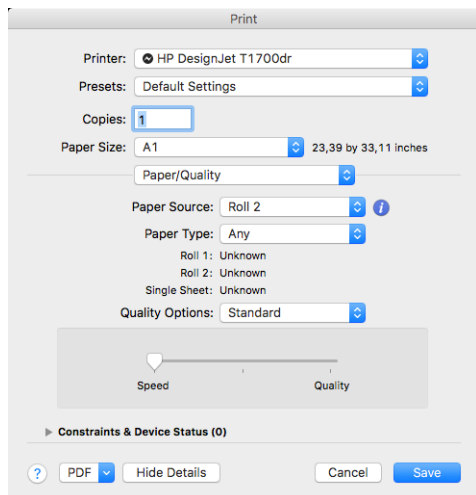 Print
Printer: HP DesignJet T1700dr
Presets: Default Settings
Copies: 1
Paper Size: A1 23,39 by 33,11 inches
Paper/Quality
Paper Source: Roll 2 i
Paper Type: Any
Roll 1: Unknown
Roll 2: Unknown
Single Sheet: Unknown
Quality Options: Standard
Speed Quality
Constraints & Device Status (0)
? PDF Hide Details Cancel Save